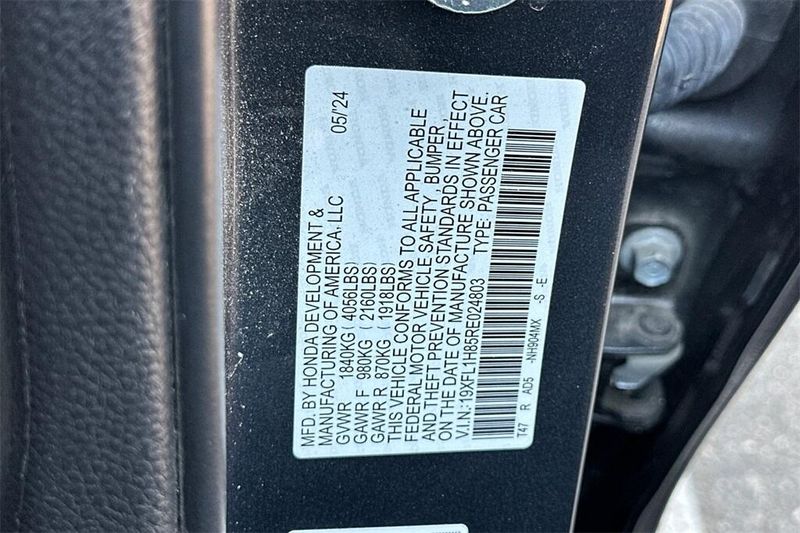 MFD. BY HONDA DEVELOPMENT &
MANUFACTURING OF AMERICA, LLC 05/'24
GVWR 1840KG (4056LBS)
GAWR F 980KG (2160LBS)
GAWR R 870KG (1918LBS)
THIS VEHICLE CONFORMS TO ALL APPLICABLE
FEDERAL MOTOR VEHICLE SAFETY, BUMPER,
AND THEFT PREVENTION STANDARDS IN EFFECT
ON THE DATE OF MANUFACTURE SHOWN ABOVE.
V.I.N: 19XFL1H85RE024803 TYPE: PASSENGER CAR
T47 R AD5 -NH904MX -S -E